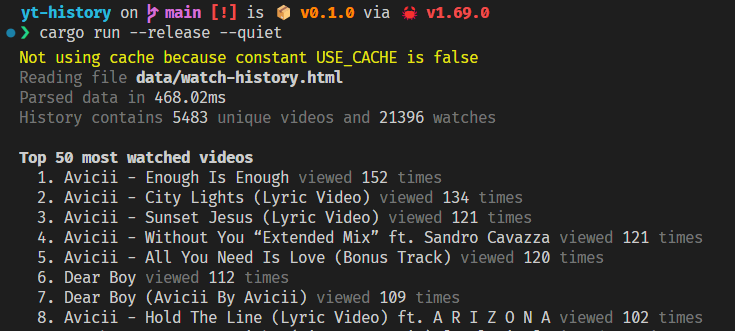 yt-history on main [!] is 📦 v0.1.0 via 🦀 v1.69.0
❯ cargo run --release --quiet
Not using cache because constant USE_CACHE is false
Reading file data/watch-history.html
Parsed data in 468.02ms
History contains 5483 unique videos and 21396 watches
Top 50 most watched videos
1. Avicii - Enough Is Enough viewed 152 times
2. Avicii - City Lights (Lyric Video) viewed 134 times
3. Avicii - Sunset Jesus (Lyric Video) viewed 121 times
4. Avicii - Without You “Extended Mix” ft. Sandro Cavazza viewed 121 times
5. Avicii - All You Need Is Love (Bonus Track) viewed 120 times
6. Dear Boy viewed 112 times
7. Dear Boy (Avicii By Avicii) viewed 109 times
8. Avicii - Hold The Line (Lyric Video) ft. A R I Z O N A viewed 102 times